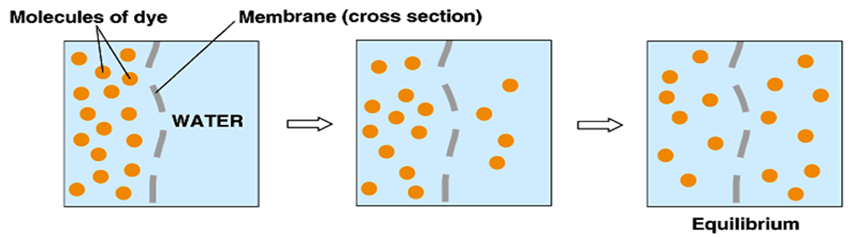 Molecules of dye
Membrane (cross section)
WATER
Equilibrium